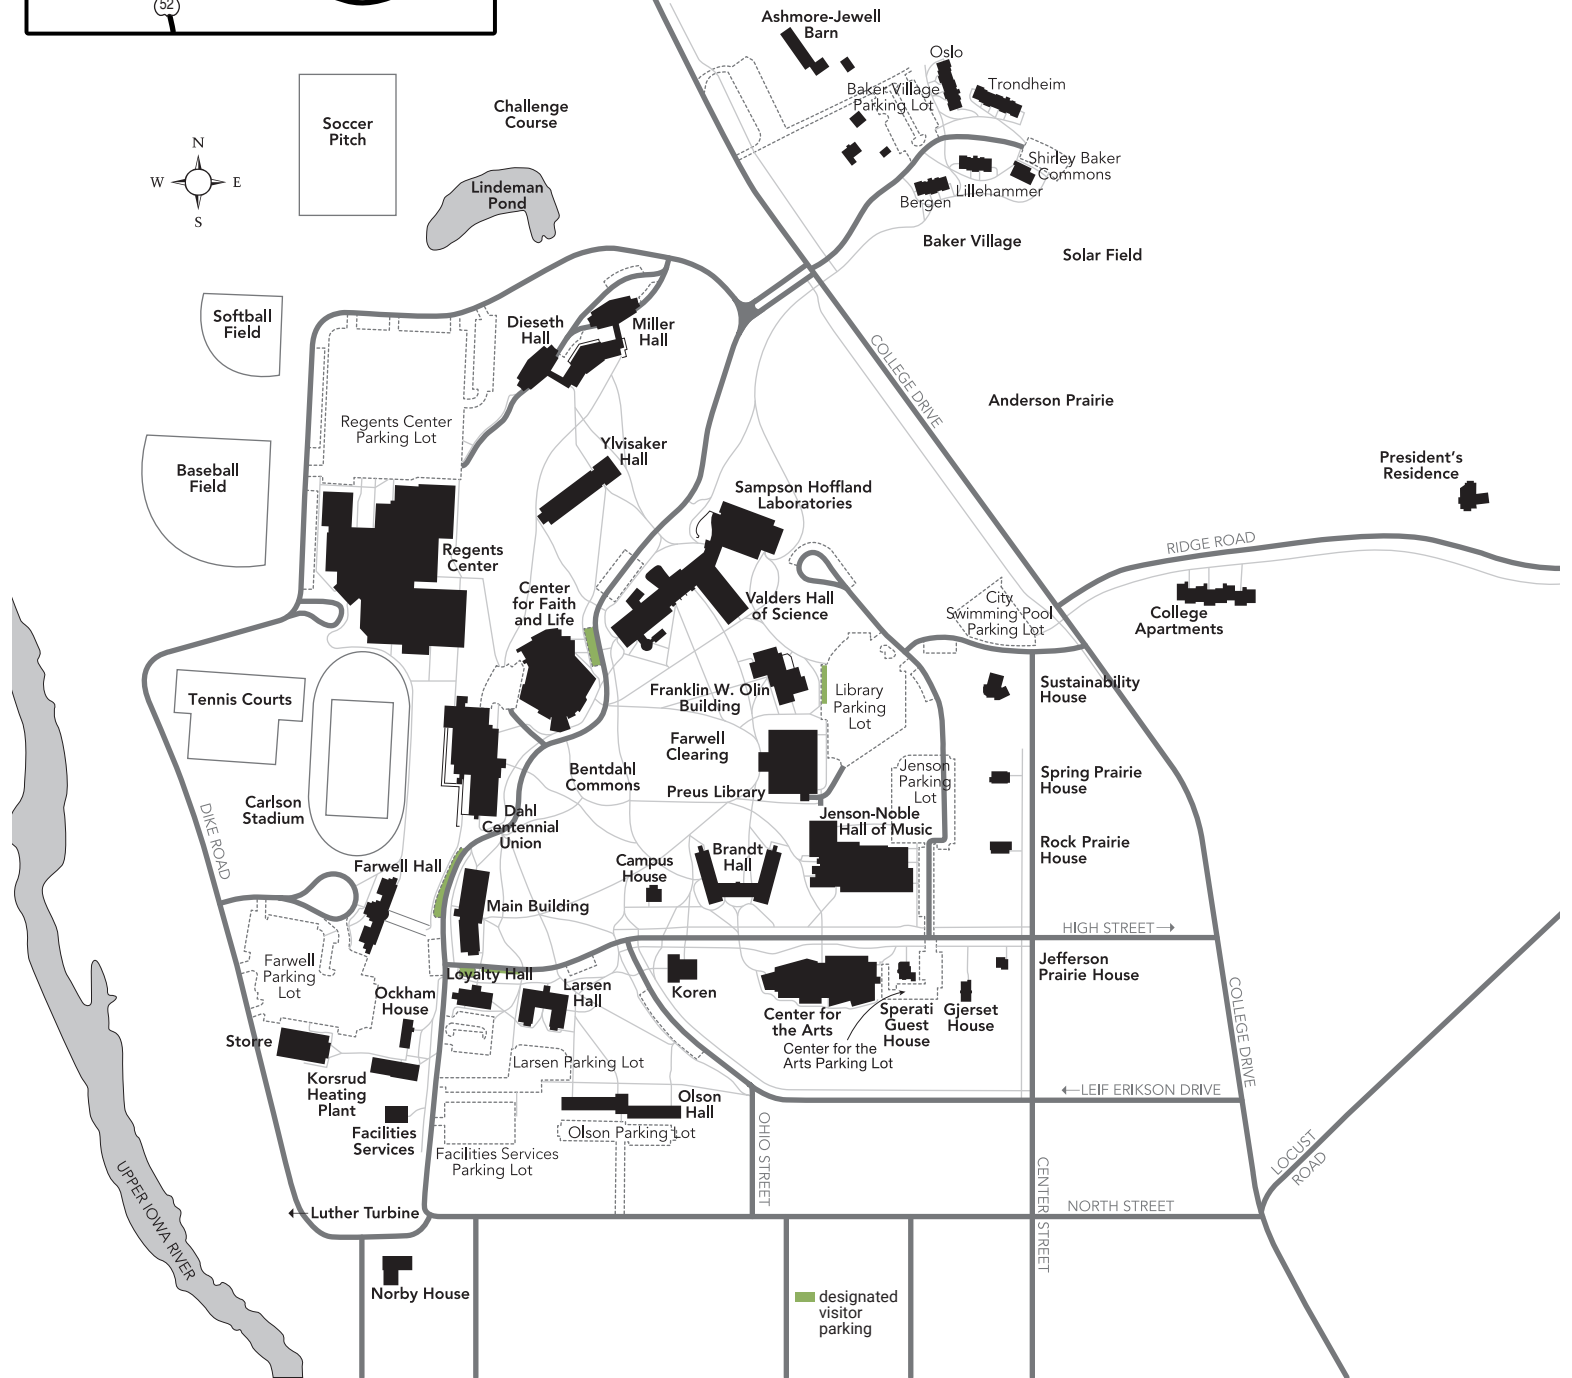 52
Ashmore-Jewell
Barn
Oslo
Trondheim
Baker Village
Parking Lot
Challenge
Course
Soccer
Pitch
N
W
E
S
Shirley Baker
Commons
Lillehammer
Bergen
Lindeman
Pond
Baker Village
Solar Field
Softball
Field
Dieseth
Hall
Miller
Hall
COLLEGE DRIVE
Anderson Prairie
Regents Center
Parking Lot
Ylvisaker
Hall
Baseball
Field
President's
Residence
Sampson Hoffland
Laboratories
RIDGE ROAD
Regents
Center
Center
for Faith
and Life
Valders Hall
of Science
City
Swimming Pool
Parking Lot
College
Apartments
Tennis Courts
Franklin W. Olin
Building
Library
Parking
Lot
Sustainability
House
Farwell
Clearing
Bentdahl
Commons
Preus Library
Jenson
Parking
Lot
Spring Prairie
House
Carlson
Stadium
DIKE ROAD
Dahl
Centennial
Union
Jenson-Noble
Hall of Music
Rock Prairie
House
Farwell Hall
Campus
House
Brandt
Hall
Main Building
HIGH STREET
Farwell
Parking
Lot
Loyalty Hall
Ockham
House
Larsen
Hall
Koren
Jefferson
Prairie House
Center for
the Arts
Sperati
Guest
House
Gjerset
House
COLLEGE DRIVE
Storre
Center for the
Arts Parking Lot
Larsen Parking Lot
Korsrud
Heating
Plant
LEIF ERIKSON DRIVE
Olson
Hall
Facilities
Services
Olson Parking Lot
Facilities Services
Parking Lot
OHIO STREET
CENTER STREET
LOCUST
ROAD
UPPER IOWA RIVER
Luther Turbine
NORTH STREET
Norby House
designated
visitor
parking